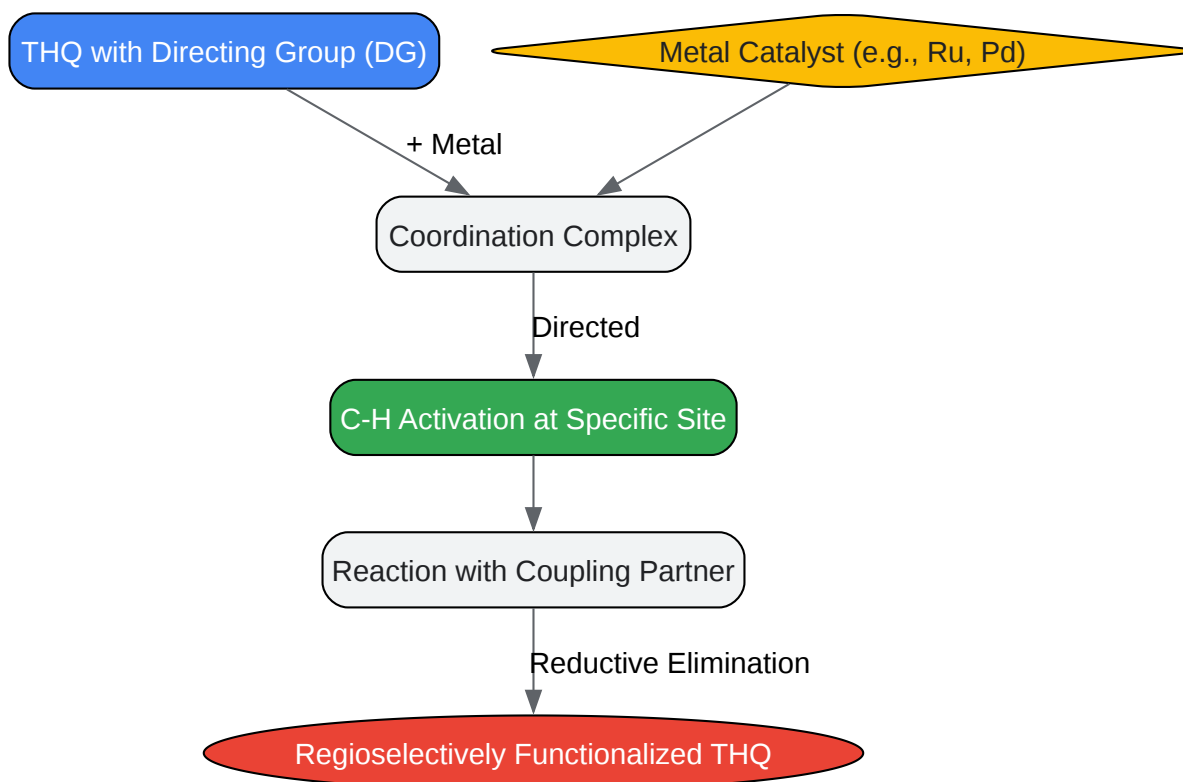 THQ with Directing Group (DG)
Metal Catalyst (e.g., Ru, Pd)
+ Metal
Coordination Complex
Directed
C-H Activation at Specific Site
Reaction with Coupling Partner
Reductive Elimination
Regioselectively Functionalized THQ